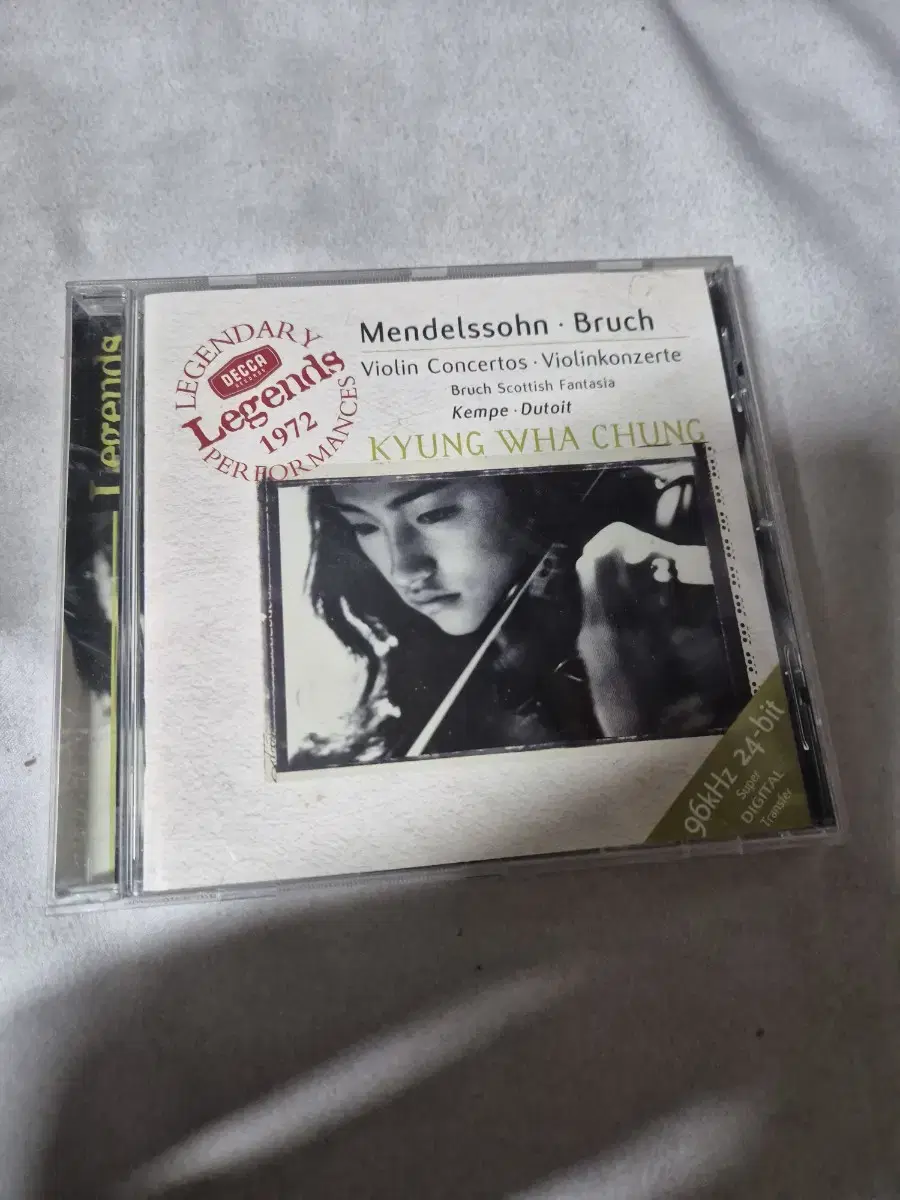 Legends
LEGENDARY
DECCA
RECORDS
Legends
1972
PERFORMANCES
Mendelssohn · Bruch
Violin Concertos · Violinkonzerte
Bruch Scottish Fantasia
Kempe · Dutoit
KYUNG WHA CHUNG
96kHz 24-bit
Super
DIGITAL
Transfer